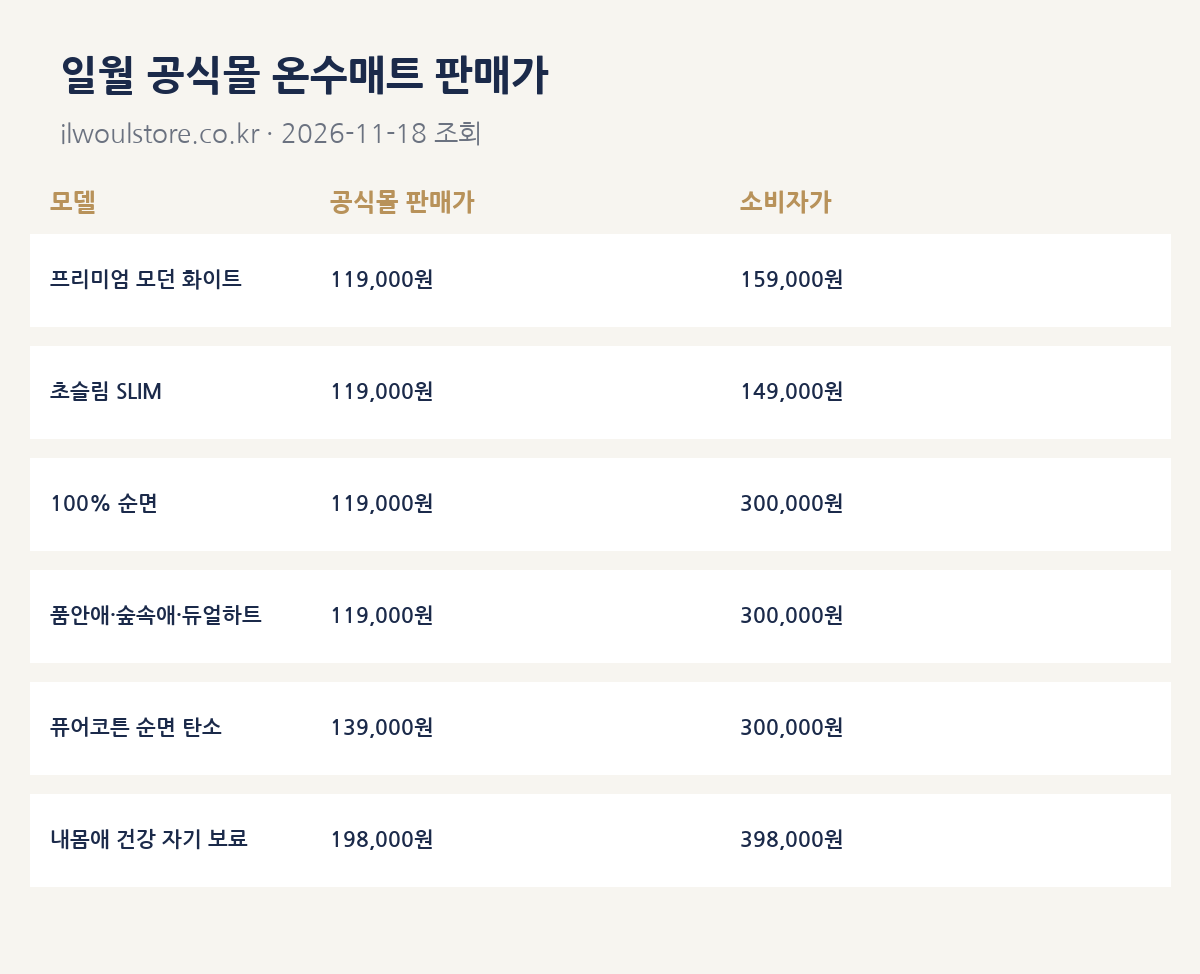 일월 공식몰 온수매트 판매가
ilwoulstore.co.kr · 2026-11-18 조회
모델 공식몰 판매가 소비자가
프리미엄 모던 화이트 119,000원 159,000원
초슬림 SLIM 119,000원 149,000원
100% 순면 119,000원 300,000원
품안애·숲속애·듀얼하트 119,000원 300,000원
퓨어코튼 순면 탄소 139,000원 300,000원
내몸애 건강 자기 보료 198,000원 398,000원